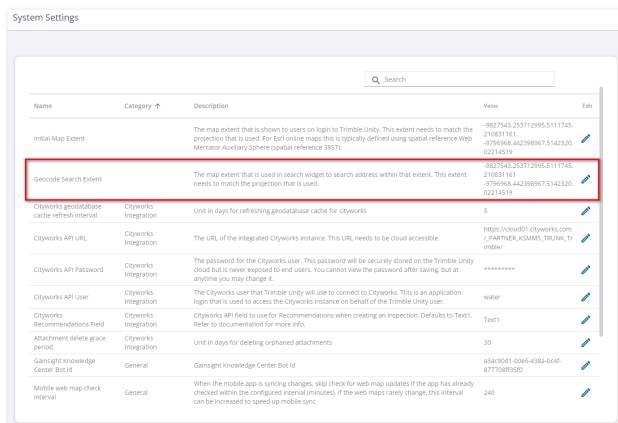 System Settings
Search
Name Category ↑ Description Value Edit
Initial Map Extent
The map extent that is shown to users on login to Trimble Unity. This extent needs to match the
projection that is used. For Esri online maps this is typically defined using spatial reference Web
Mercator Auxiliary Sphere (spatial reference 3857).
-9827543.253712995,5111745.
210831161
-9796968.442398967,5142320.
02214519
Geocode Search Extent
The map extent that is used in search widget to search address within that extent. This extent
needs to match the projection that is used.
-9827543.253712995,5111745.
210831161
-9796968.442398967,5142320.
02214519
Cityworks geodatabase
cache refresh interval
Cityworks
Integration
Unit in days for refreshing geodatabase cache for cityworks
5
Cityworks API URL
Cityworks
Integration
The URL of the integrated Cityworks instance. This URL needs to be cloud accessible.
https://cloud01.cityworks.com
/_PARTNER_KSMMS_TRUNK_Tr
imble/
Cityworks API Password
Cityworks
Integration
The password for the Cityworks user. This password will be securely stored on the Trimble Unity
cloud but is never exposed to end users. You cannot view the password after saving, but at
anytime you may change it.
*********
Cityworks API User
Cityworks
Integration
The Cityworks user that Trimble Unity will use to connect to Cityworks. This is an application
login that is used to access the Cityworks instance on behalf of the Trimble Unity user.
water
Cityworks
Recommendations Field
Cityworks
Integration
Cityworks API field to use for Recommendations when creating an inspection. Defaults to Text1.
Refer to documentation for more info.
Text1
Attachment delete grace
period
Cityworks
Integration
Unit in days for deleting orphaned attachments
30
Gainsight Knowledge
Center Bot Id
General
Gainsight Knowledge Center Bot Id
a34c90d1-00e6-438a-bc4f-
877708ff35f0
Mobile web map check
interval
General
When the mobile app is syncing changes, skip check for web map updates if the app has already
checked within the configured interval (minutes). If the web maps rarely change, this interval
can be increased to speed up mobile sync
240